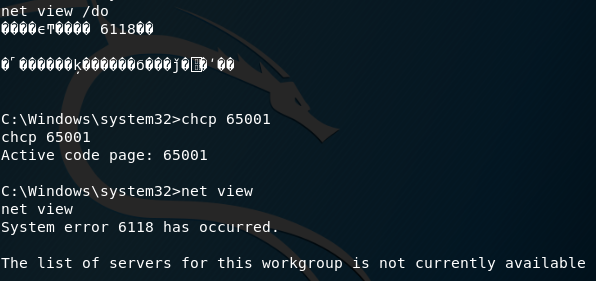 net view /do
6118
C:\Windows\system32>chcp 65001
chcp 65001
Active code page: 65001
C:\Windows\system32>net view
net view
System error 6118 has occurred.
The list of servers for this workgroup is not currently available